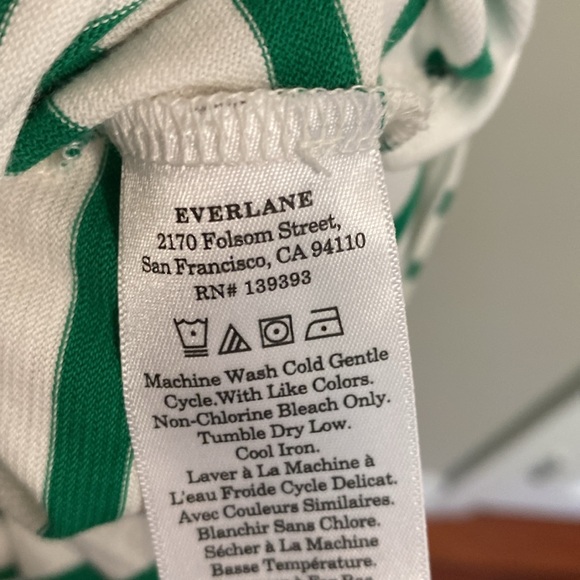 EVERLANE
2170 Folsom Street,
San Francisco, CA 94110
RN# 139393
Machine Wash Cold Gentle
Cycle.With Like Colors.
Non-Chlorine Bleach Only.
Tumble Dry Low.
Cool Iron.
Laver à La Machine à
L'eau Froide Cycle Delicat.
Avec Couleurs Similaires.
Blanchir Sans Chlore.
Sécher à La Machine
Basse Température.